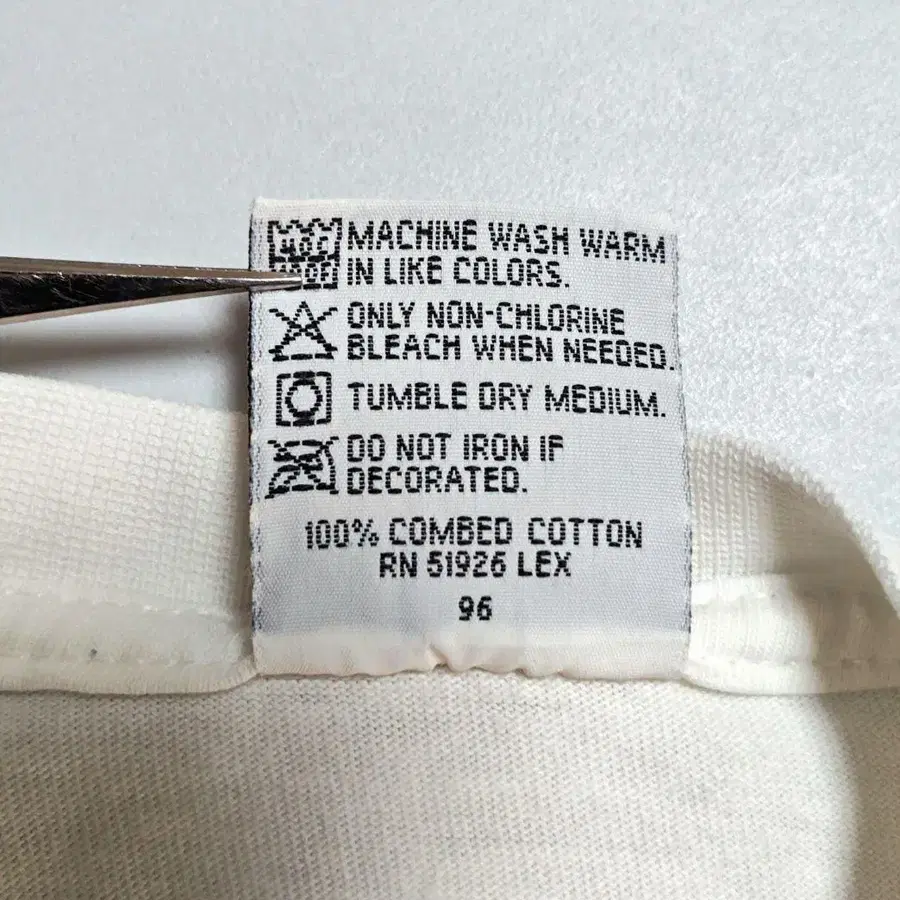 MACHINE WASH WARM
IN LIKE COLORS.
ONLY NON-CHLORINE
BLEACH WHEN NEEDED.
TUMBLE DRY MEDIUM.
DO NOT IRON IF
DECORATED.
100% COMBED COTTON
RN 51926 LEX
96